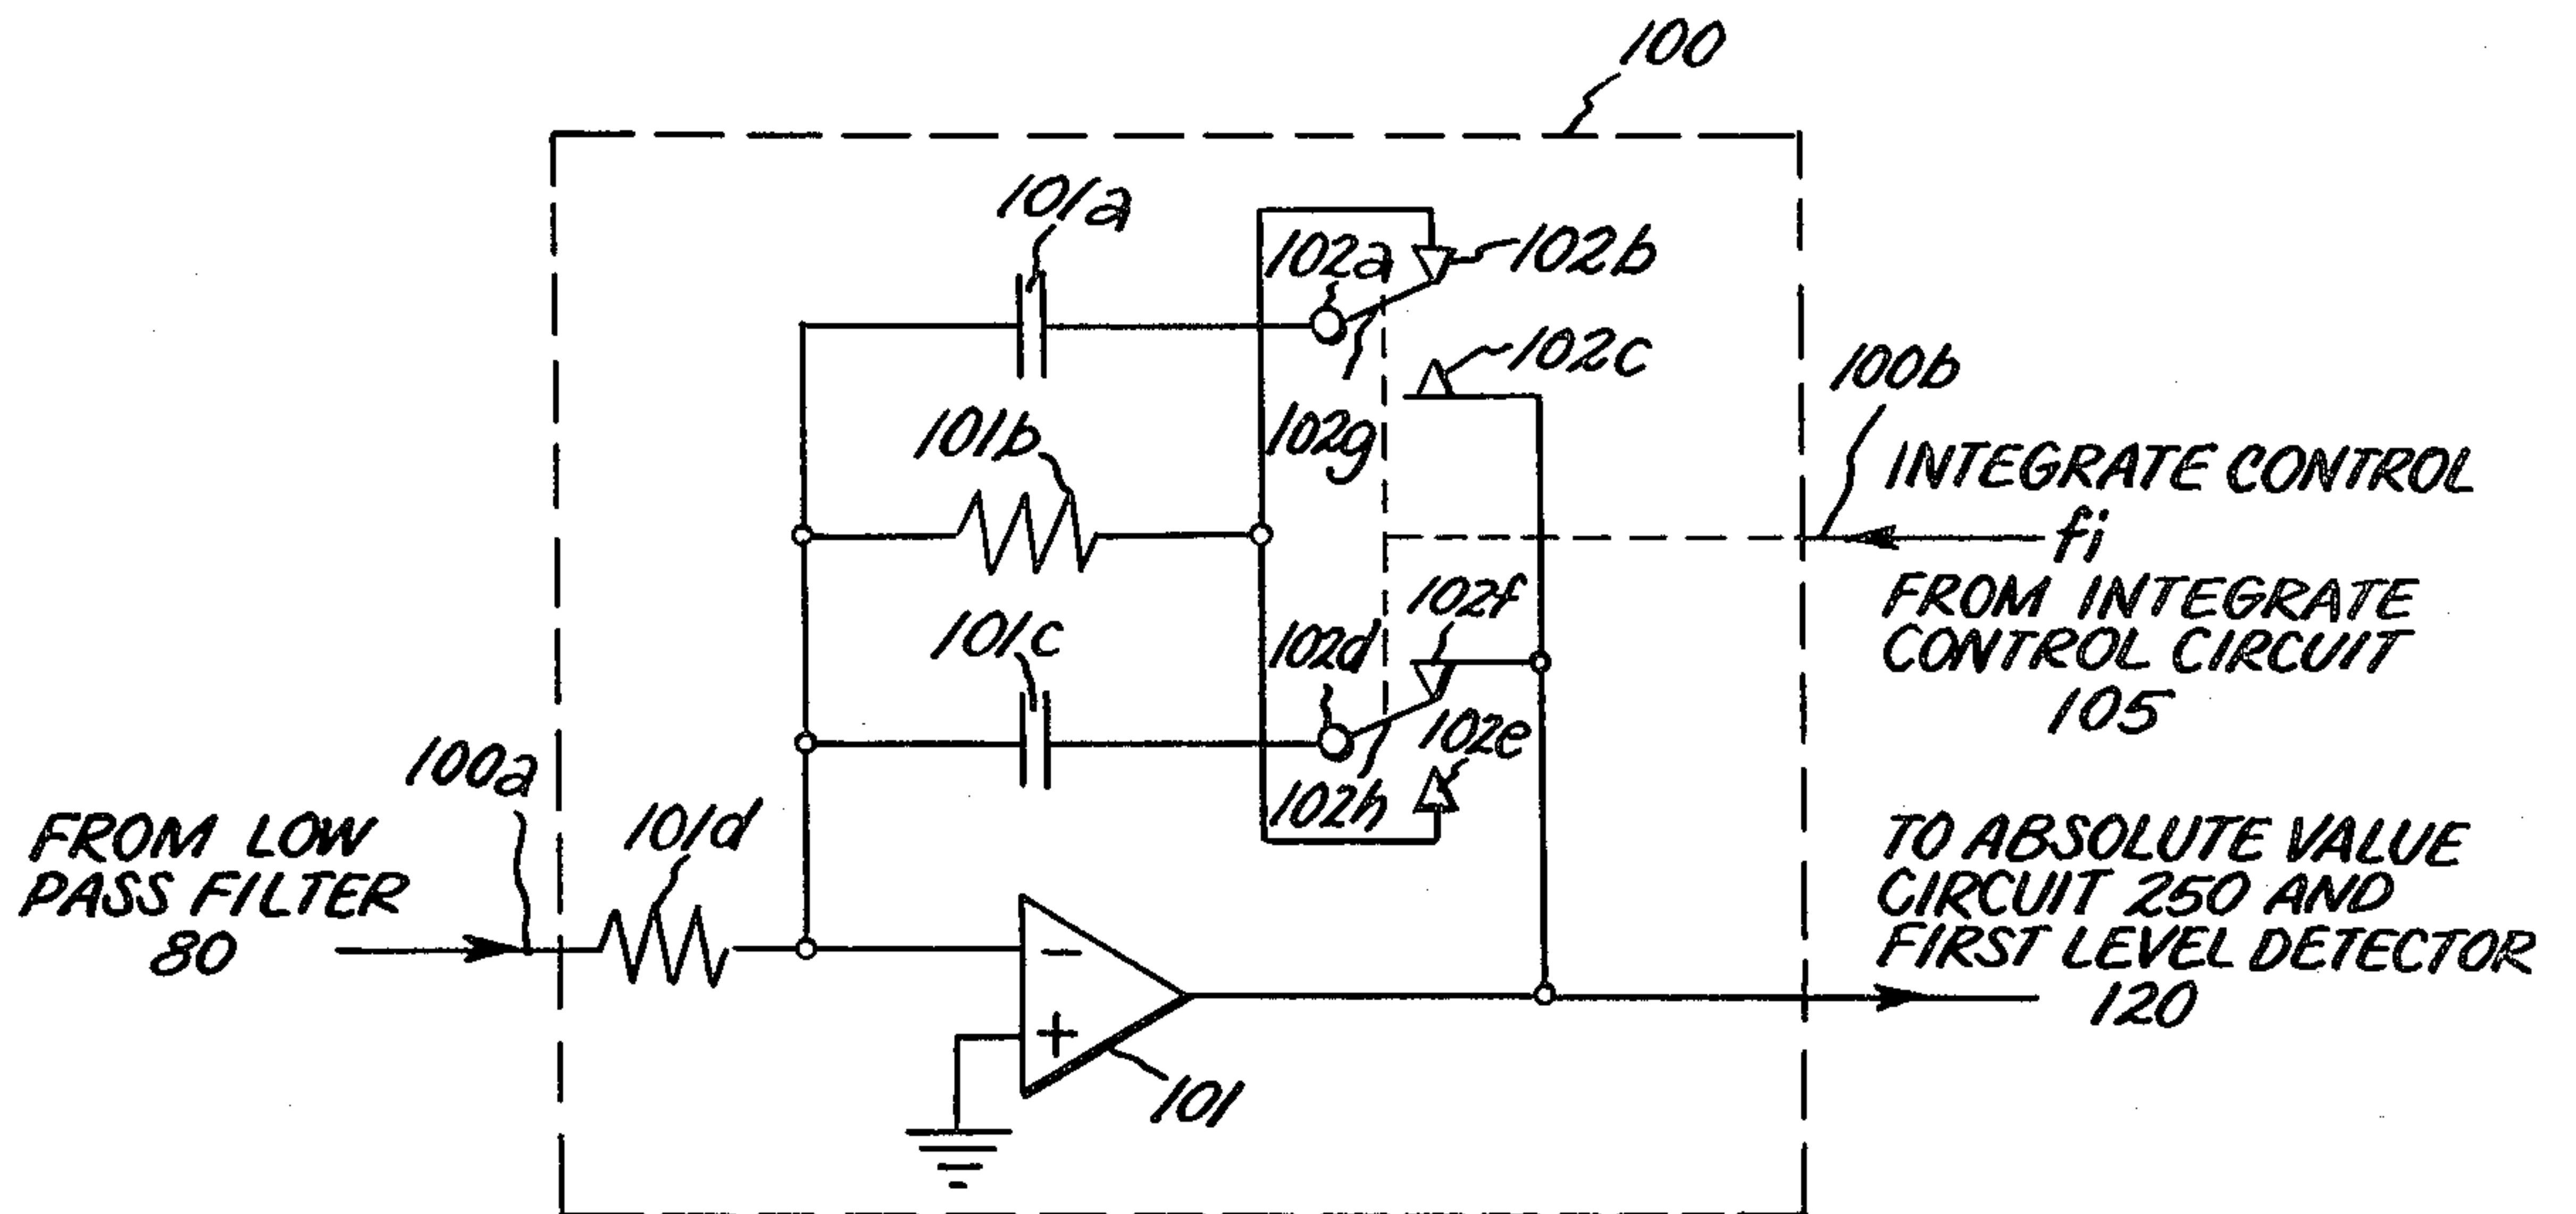 100
101a
102a
102b
102c
100b
101b
102g
INTEGRATE CONTROL
fi
FROM INTEGRATE
CONTROL CIRCUIT
105
102f
101c
102d
102e
102h
100a
101d
FROM LOW
PASS FILTER
80
TO ABSOLUTE VALUE
CIRCUIT 250 AND
FIRST LEVEL DETECTOR
120
-
+
101